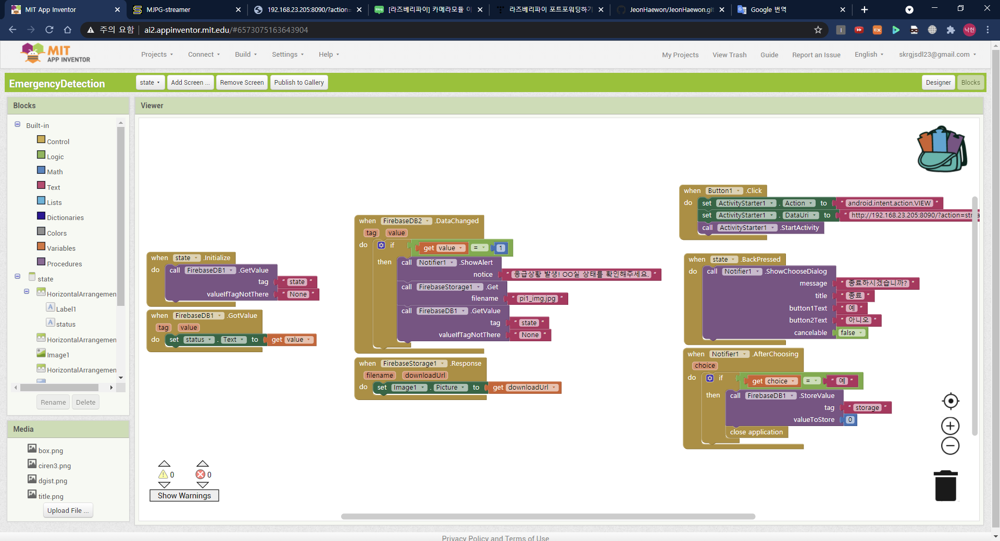 MIT App Inventor
MJPG-streamer
192.168.23.205:8090/?action=
[라즈베리파이] 카메라모듈 이
라즈베리파이 포트포워딩하기
JeonHaewon/JeonHaewon.git
Google 번역
주의 요함
ai2.appinventor.mit.edu/#6573075163643904
EX
낙헌
MIT
APP INVENTOR
Projects
Connect
Build
Settings
Help
My Projects
View Trash
Guide
Report an Issue
English
skrgjsdl23@gmail.com
EmergencyDetection
state
Add Screen ...
Remove Screen
Publish to Gallery
Designer
Blocks
Blocks
Built-in
Control
Logic
Math
Text
Lists
Dictionaries
Colors
Variables
Procedures
state
HorizontalArrangemen
Label1
status
HorizontalArrangemen
Image1
HorizontalArrangemen
Rename
Delete
Media
box.png
ciren3.png
dgist.png
title.png
Upload File ...
Viewer
when state .Initialize
do call FirebaseDB1 .GetValue
tag " state "
valueIfTagNotThere " None "
when FirebaseDB1 .GotValue
tag value
do set status . Text to get value
when FirebaseDB2 .DataChanged
tag value
do if get value = 1
then call Notifier1 .ShowAlert
notice " 응급상황 발생! OO실 상태를 확인해주세요. "
call FirebaseStorage1 .Get
filename " pi1_img.jpg "
call FirebaseDB1 .GetValue
tag " state "
valueIfTagNotThere " None "
when FirebaseStorage1 .Response
filename downloadUrl
do set Image1 . Picture to get downloadUrl
when Button1 .Click
do set ActivityStarter1 . Action to " android.intent.action.VIEW "
set ActivityStarter1 . DataUri to " http://192.168.23.205:8090/?action=strea
call ActivityStarter1 .StartActivity
when state .BackPressed
do call Notifier1 .ShowChooseDialog
message " 종료하시겠습니까? "
title " 종료 "
button1Text " 예 "
button2Text " 아니오 "
cancelable false
when Notifier1 .AfterChoosing
choice
do if get choice = " 예 "
then call FirebaseDB1 .StoreValue
tag " storage "
valueToStore 0
close application
0
0
Show Warnings
Privacy Policy and Terms of Use